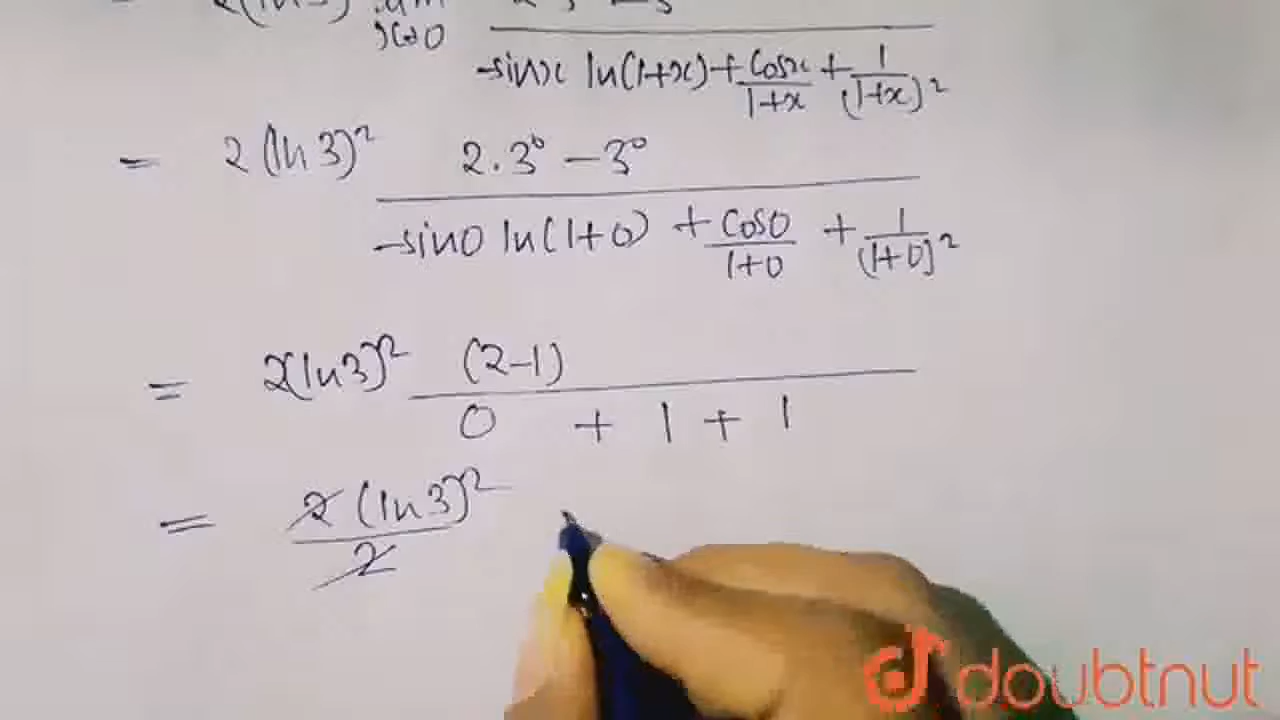 lim
x→0
-sinx ln(1+x) + cosx/(1+x) + 1/(1+x)²
= 2(ln3)² (2.3⁰ - 3⁰)/(-sin0 ln(1+0) + cos0/(1+0) + 1/(1+0)²)
= 2(ln3)² (2-1)/(0 + 1 + 1)
= 2(ln3)²/2
doubtnut